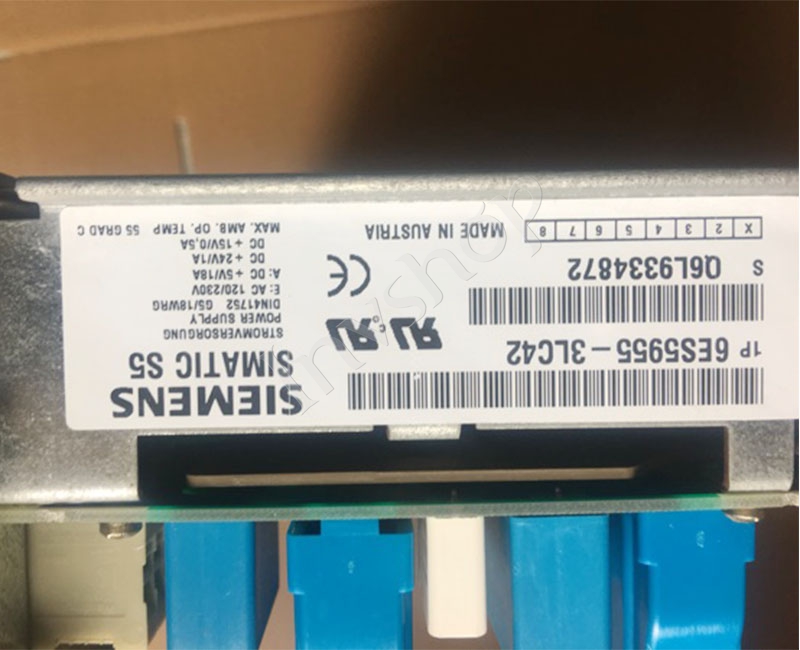 SIEMENS
SIMATIC S5
STROMVERSORGUNG
POWER SUPPLY
DIN41752 G5/18WRG
E: AC 120/230V
A: DC + 5V/18A
DC + 24V/1A
DC + 15V/0,5A
MAX. AMB. OP. TEMP 55 GRAD C
1P 6ES5955-3LC42
S Q6L9334872
X 2 3 4 5 6 7 8
MADE IN AUSTRIA
CE